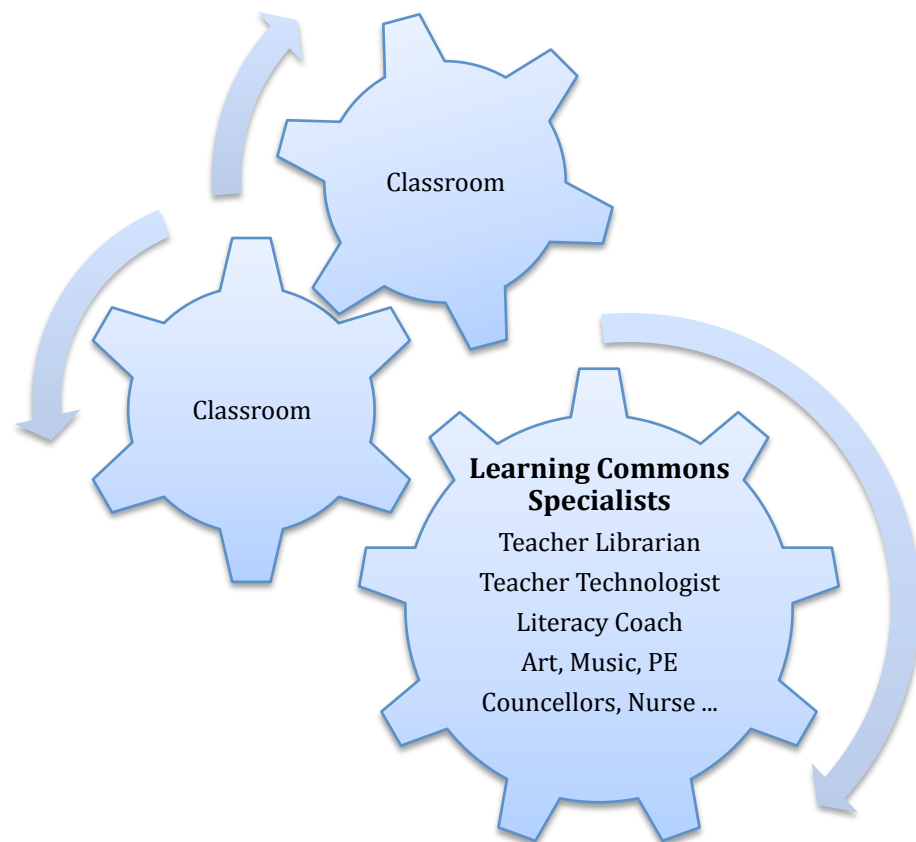 Classroom
Classroom
Learning Commons
Specialists
Teacher Librarian
Teacher Technologist
Literacy Coach
Art, Music, PE
Councellors, Nurse ...